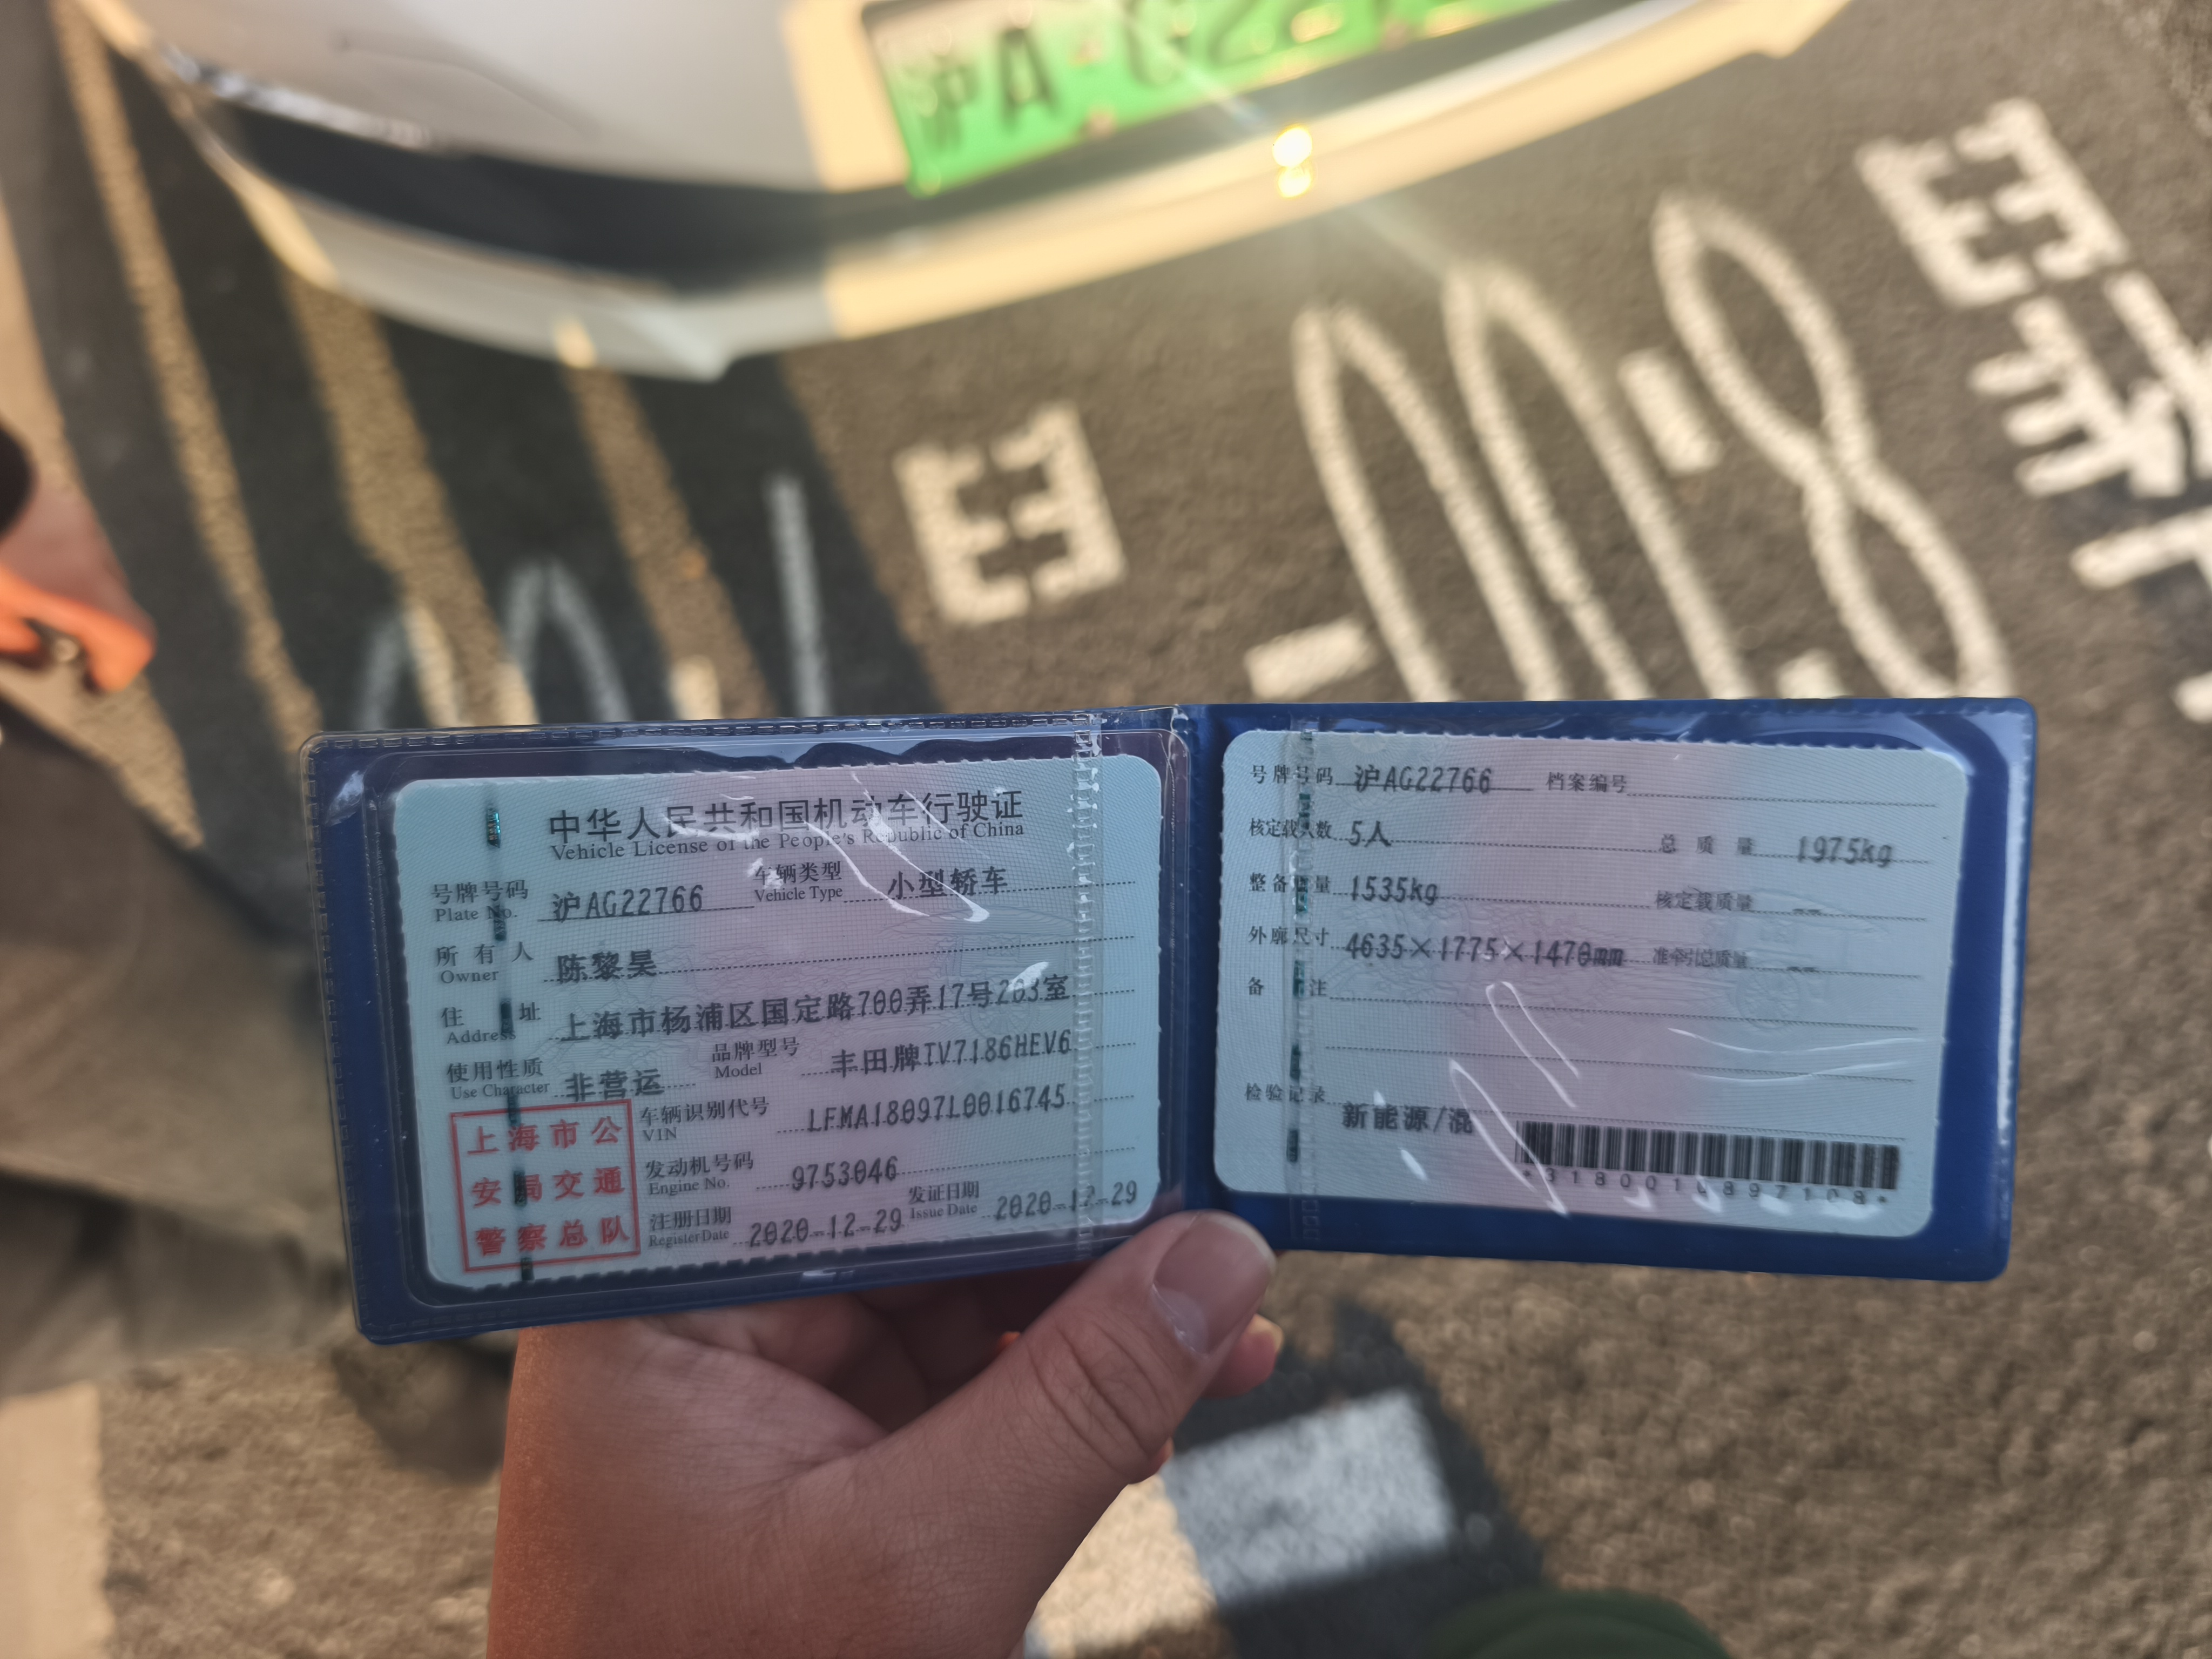 沪A·G22
中华人民共和国机动车行驶证
Vehicle License of the People's Republic of China
号牌号码 沪AG22766 车辆类型 小型轿车
Plate No. Vehicle Type
所有人 陈黎昊
Owner
住址 上海市杨浦区国定路700弄17号203室
Address
使用性质 非营运 品牌型号 丰田牌TV7186HEV6
Use Character Model
上海市公
安局交通
警察总队
车辆识别代号 LFMA18097L0016745
VIN
发动机号码 9753046
Engine No.
注册日期 2020-12-29 发证日期 2020-12-29
Register Date Issue Date
号牌号码 沪AG22766 档案编号
核定载人数 5人 总质量 1975kg
整备质量 1535kg 核定载质量 --
外廓尺寸 4635×1775×1470mm 准牵引总质量 --
备注
检验记录
新能源/混
*3180010897108*